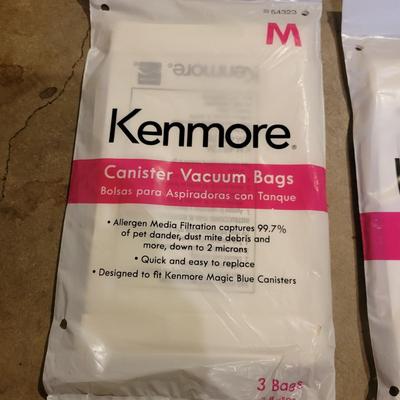 54323
M
Kenmore
Kenmore®
Canister Vacuum Bags
Bolsas para Aspiradoras con Tanque
• Allergen Media Filtration captures 99.7%
of pet dander, dust mite debris and
more, down to 2 microns
• Quick and easy to replace
• Designed to fit Kenmore Magic Blue Canisters
3 Bags